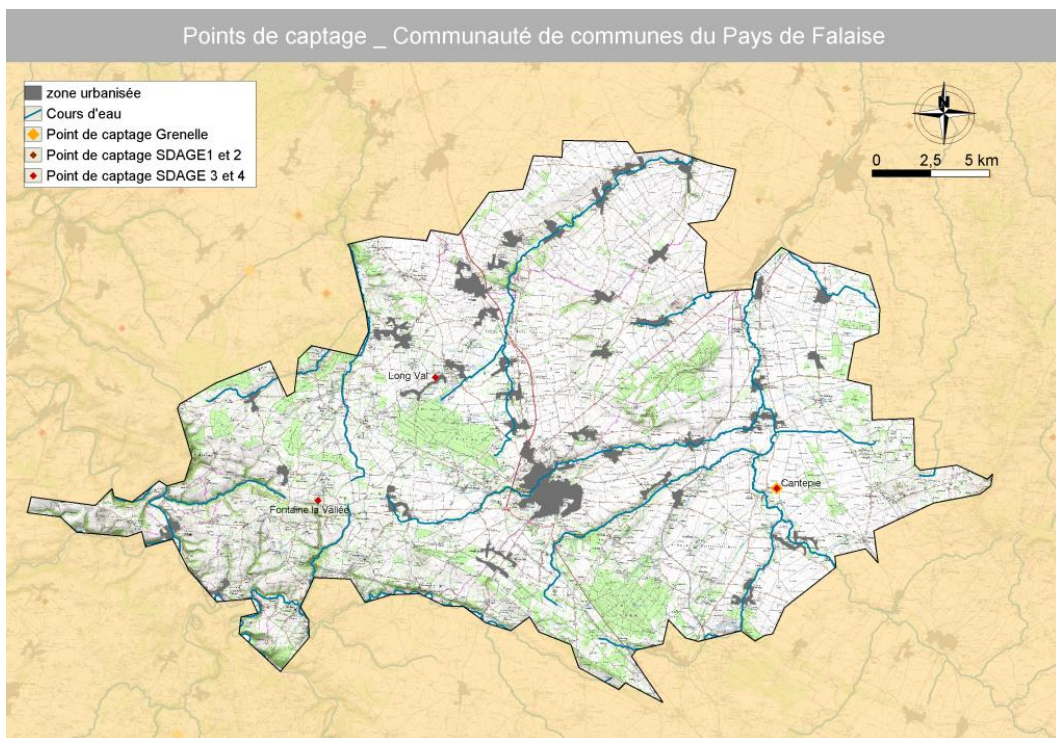 Points de captage _ Communauté de communes du Pays de Falaise
zone urbanisée
Cours d'eau
Point de captage Grenelle
Point de captage SDAGE1 et 2
Point de captage SDAGE 3 et 4
N
0 2,5 5 km
Long Val
Cantepie
Fontaine la Vallée